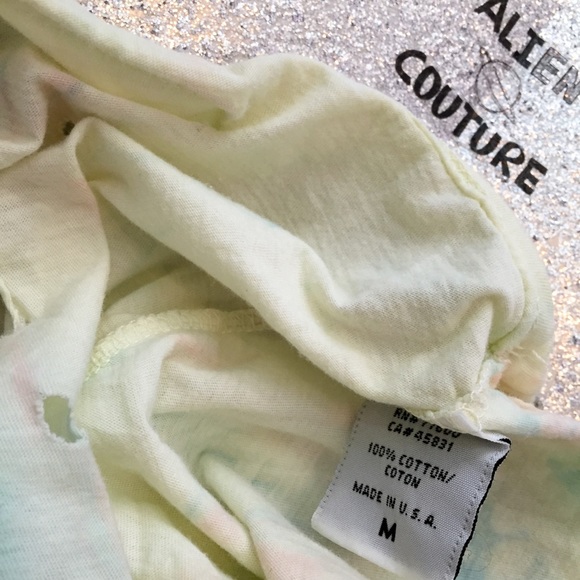 ALIEN
COUTURE
CA#45831
100% COTTON/
COTON
MADE IN U.S.A.
M